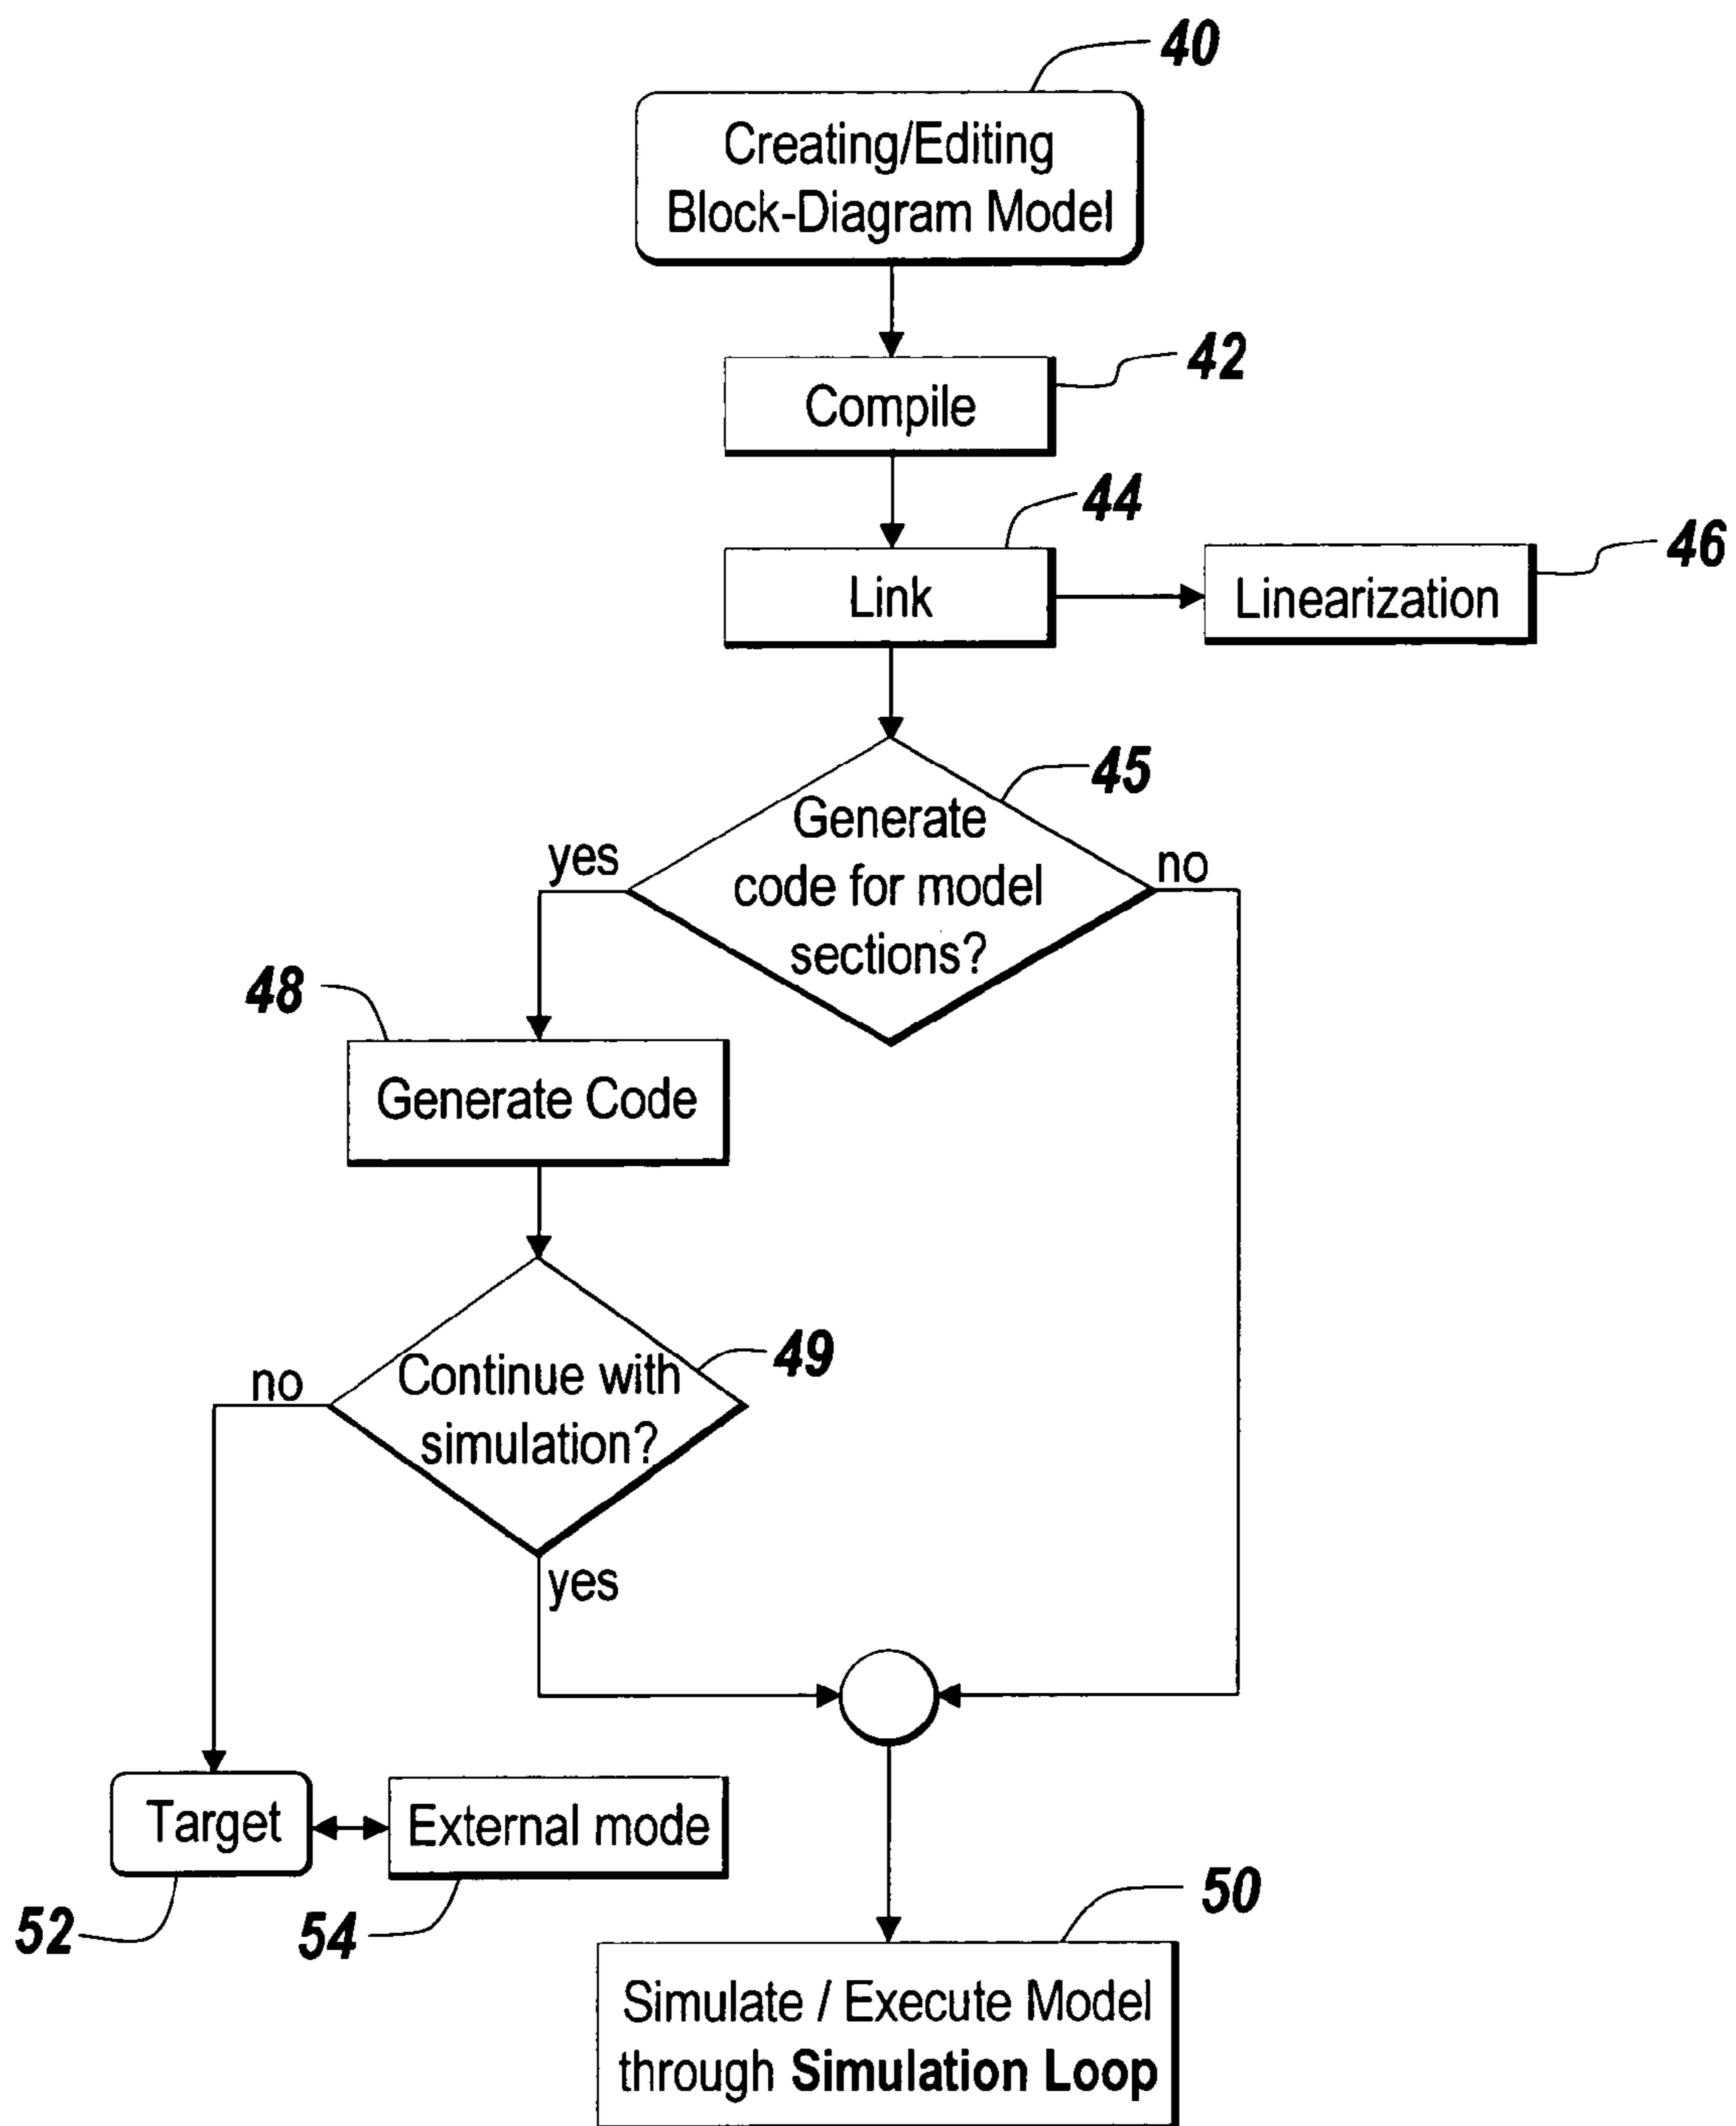 40
Creating/Editing
Block-Diagram Model
42
Compile
44
Link
46
Linearization
45
Generate
code for model
sections?
yes
no
48
Generate Code
49
Continue with
simulation?
no
yes
Target
External mode
52
54
50
Simulate / Execute Model
through Simulation Loop